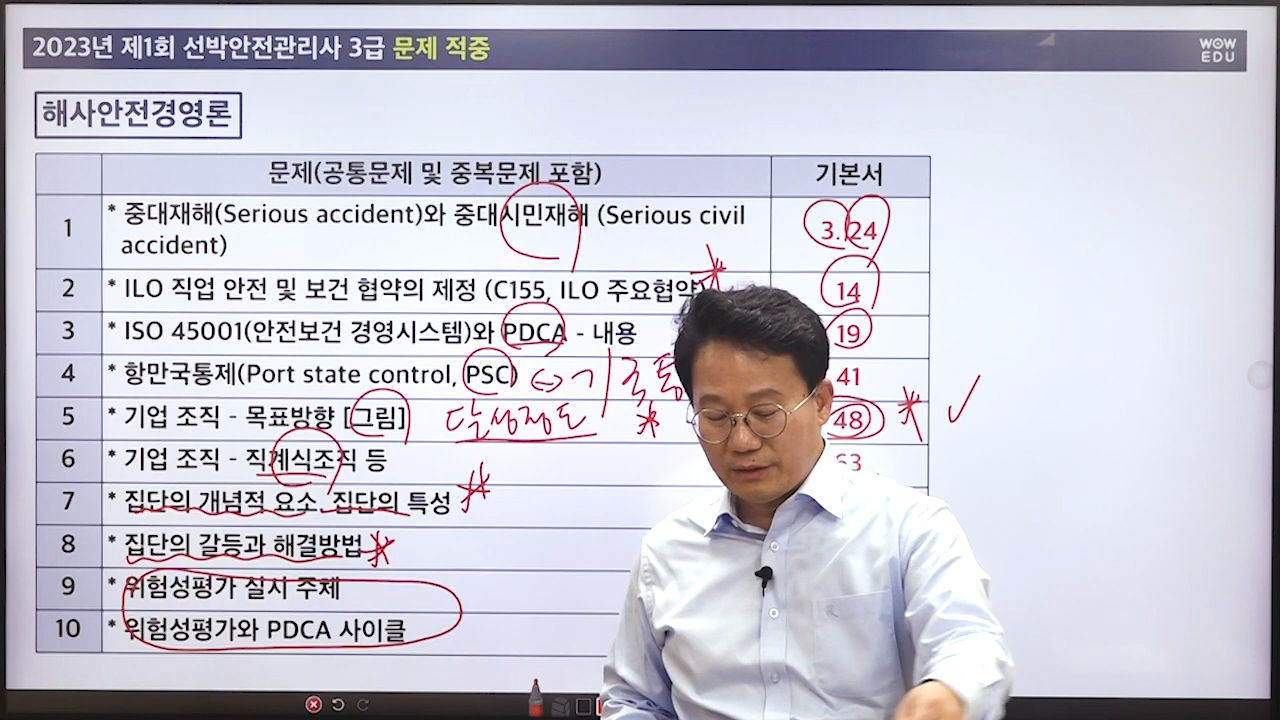 2023년 제1회 선박안전관리사 3급 문제 적중
WOW
EDU
해사안전경영론
문제(공통문제 및 중복문제 포함) 기본서
1 * 중대재해(Serious accident)와 중대시민재해 (Serious civil
accident) 3. 24
2 * ILO 직업 안전 및 보건 협약의 제정 (C155, ILO 주요협약) 14
3 * ISO 45001(안전보건 경영시스템)와 PDCA - 내용 19
4 * 항만국통제(Port state control, PSC) ↔ 기국통 41
5 * 기업 조직 - 목표방향 [그림] 달성정도 48
6 * 기업 조직 - 직계식조직 등 63
7 * 집단의 개념적 요소, 집단의 특성
8 * 집단의 갈등과 해결방법
9 * 위험성평가 실시 주체
10 * 위험성평가와 PDCA 사이클